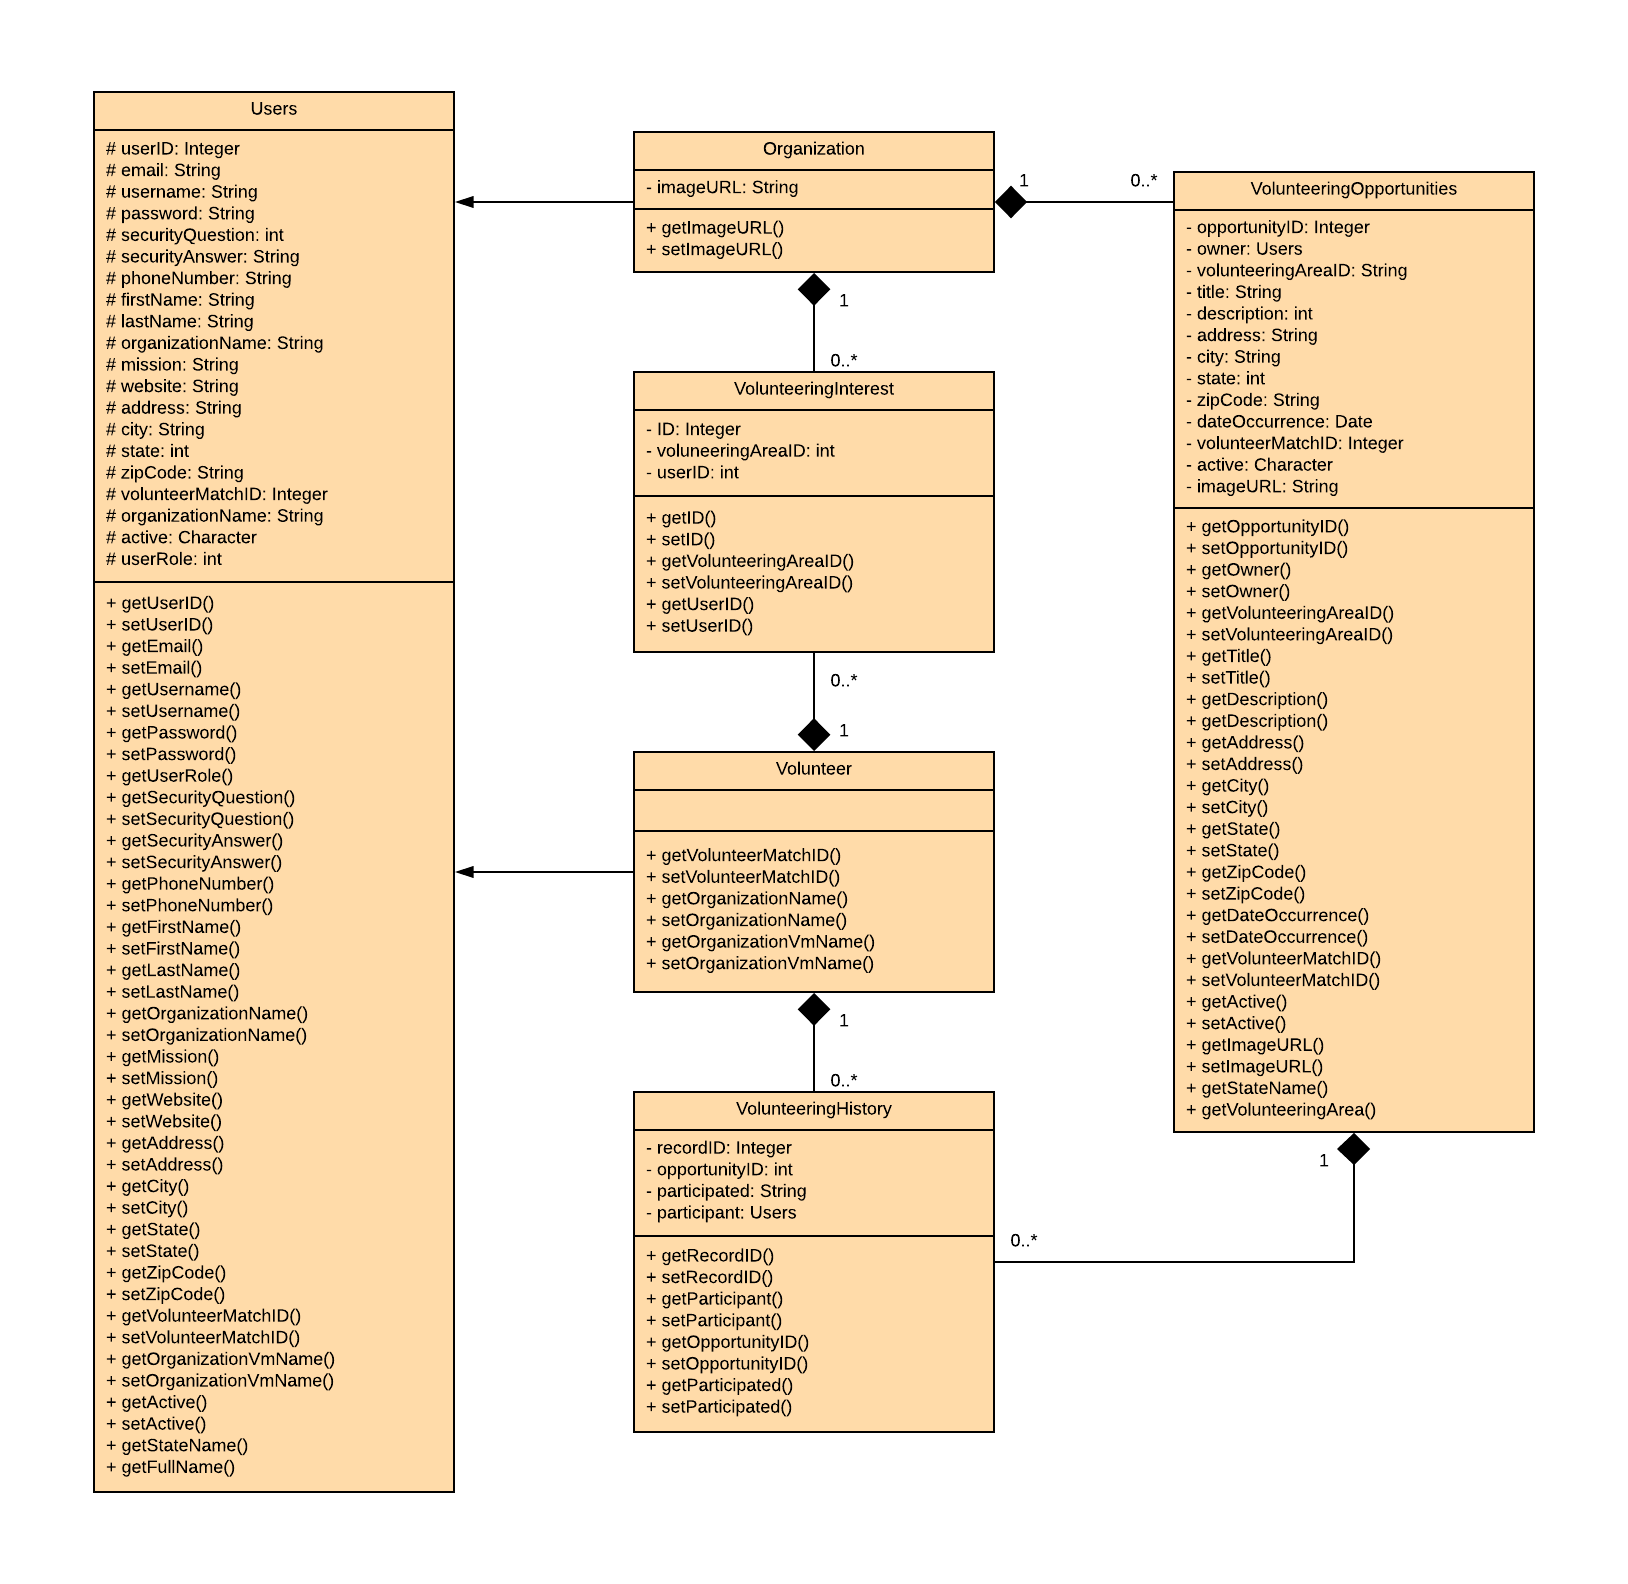 Users
# userID: Integer
# email: String
# username: String
# password: String
# securityQuestion: int
# securityAnswer: String
# phoneNumber: String
# firstName: String
# lastName: String
# organizationName: String
# mission: String
# website: String
# address: String
# city: String
# state: int
# zipCode: String
# volunteerMatchID: Integer
# organizationName: String
# active: Character
# userRole: int
+ getUserID()
+ setUserID()
+ getEmail()
+ setEmail()
+ getUsername()
+ setUsername()
+ getPassword()
+ setPassword()
+ getUserRole()
+ getSecurityQuestion()
+ setSecurityQuestion()
+ getSecurityAnswer()
+ setSecurityAnswer()
+ getPhoneNumber()
+ setPhoneNumber()
+ getFirstName()
+ setFirstName()
+ getLastName()
+ setLastName()
+ getOrganizationName()
+ setOrganizationName()
+ getMission()
+ setMission()
+ getWebsite()
+ setWebsite()
+ getAddress()
+ setAddress()
+ getCity()
+ setCity()
+ getState()
+ setState()
+ getZipCode()
+ setZipCode()
+ getVolunteerMatchID()
+ setVolunteerMatchID()
+ getOrganizationVmName()
+ setOrganizationVmName()
+ getActive()
+ setActive()
+ getStateName()
+ getFullName()
Organization
- imageURL: String
+ getImageURL()
+ setImageURL()
1
0..*
1
0..*
VolunteeringInterest
- ID: Integer
- voluneeringAreaID: int
- userID: int
+ getID()
+ setID()
+ getVolunteeringAreaID()
+ setVolunteeringAreaID()
+ getUserID()
+ setUserID()
0..*
1
Volunteer
+ getVolunteerMatchID()
+ setVolunteerMatchID()
+ getOrganizationName()
+ setOrganizationName()
+ getOrganizationVmName()
+ setOrganizationVmName()
1
0..*
VolunteeringHistory
- recordID: Integer
- opportunityID: int
- participated: String
- participant: Users
+ getRecordID()
+ setRecordID()
+ getParticipant()
+ setParticipant()
+ getOpportunityID()
+ setOpportunityID()
+ getParticipated()
+ setParticipated()
VolunteeringOpportunities
- opportunityID: Integer
- owner: Users
- volunteeringAreaID: String
- title: String
- description: int
- address: String
- city: String
- state: int
- zipCode: String
- dateOccurrence: Date
- volunteerMatchID: Integer
- active: Character
- imageURL: String
+ getOpportunityID()
+ setOpportunityID()
+ getOwner()
+ setOwner()
+ getVolunteeringAreaID()
+ setVolunteeringAreaID()
+ getTitle()
+ setTitle()
+ getDescription()
+ getDescription()
+ getAddress()
+ setAddress()
+ getCity()
+ setCity()
+ getState()
+ setState()
+ getZipCode()
+ setZipCode()
+ getDateOccurrence()
+ setDateOccurrence()
+ getVolunteerMatchID()
+ setVolunteerMatchID()
+ getActive()
+ setActive()
+ getImageURL()
+ setImageURL()
+ getStateName()
+ getVolunteeringArea()
1
0..*